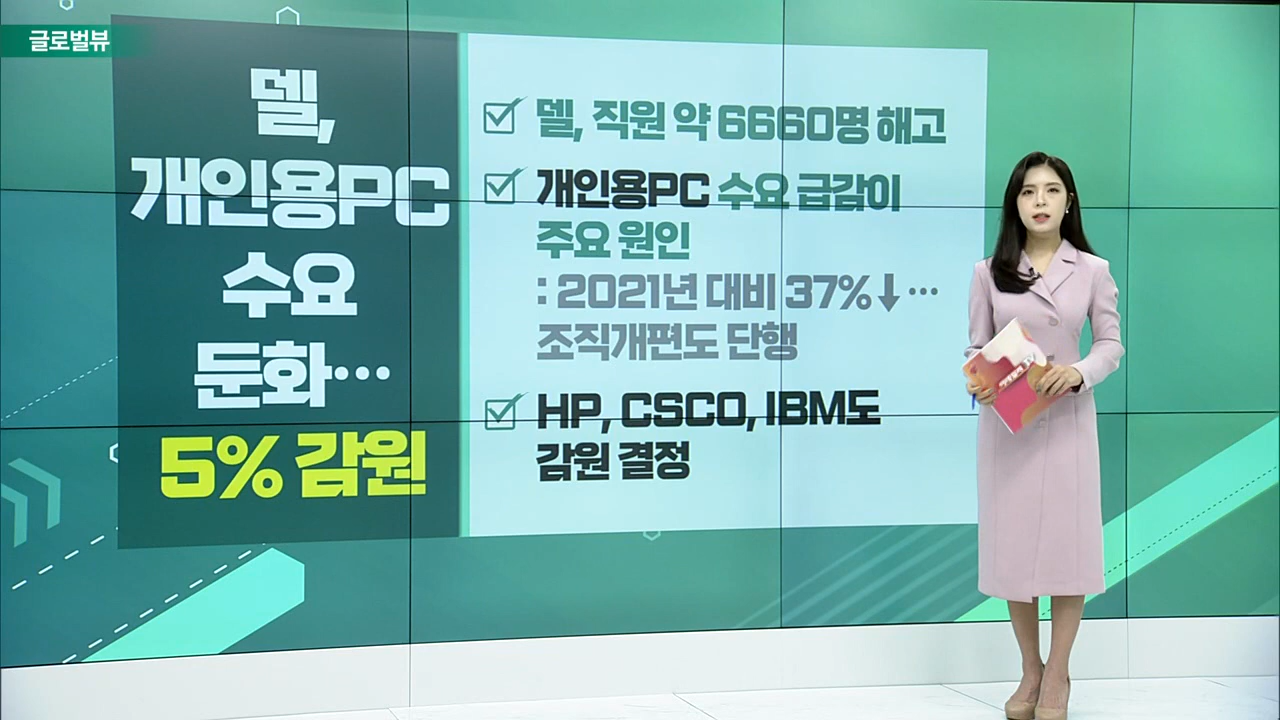 글로벌뷰
델,
개인용PC
수요
둔화…
5% 감원
델, 직원 약 6660명 해고
개인용PC 수요 급감이
주요 원인
: 2021년 대비 37%↓…
조직개편도 단행
HP, CSCO, IBM도
감원 결정